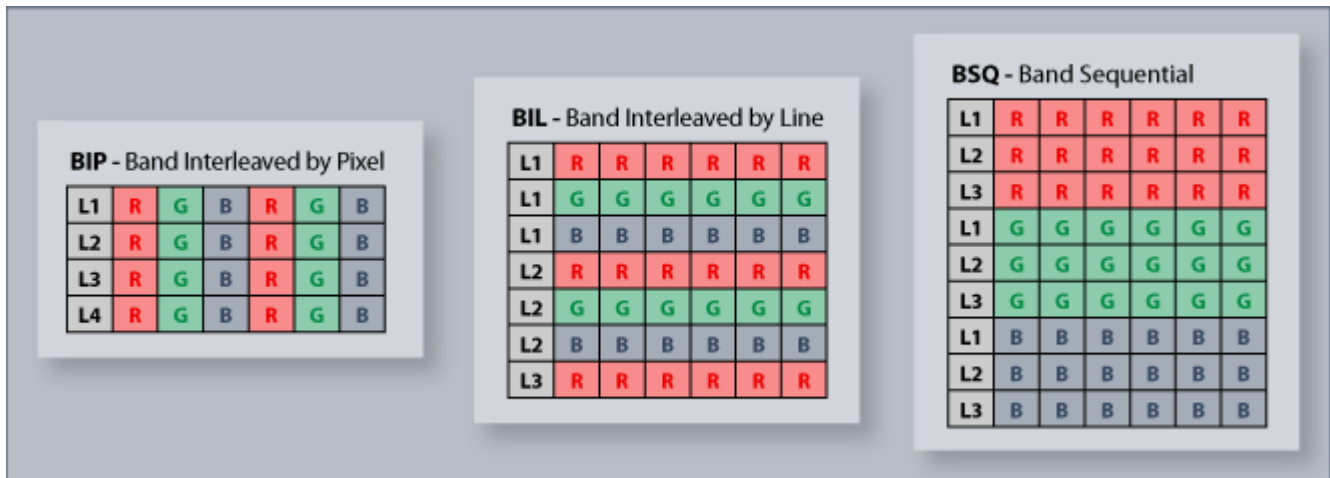 BIP - Band Interleaved by Pixel
L1 R G B R G B
L2 R G B R G B
L3 R G B R G B
L4 R G B R G B
BIL - Band Interleaved by Line
L1 R R R R R R
L1 G G G G G G
L1 B B B B B B
L2 R R R R R R
L2 G G G G G G
L2 B B B B B B
L3 R R R R R R
BSQ - Band Sequential
L1 R R R R R R
L2 R R R R R R
L3 R R R R R R
L1 G G G G G G
L2 G G G G G G
L3 G G G G G G
L1 B B B B B B
L2 B B B B B B
L3 B B B B B B